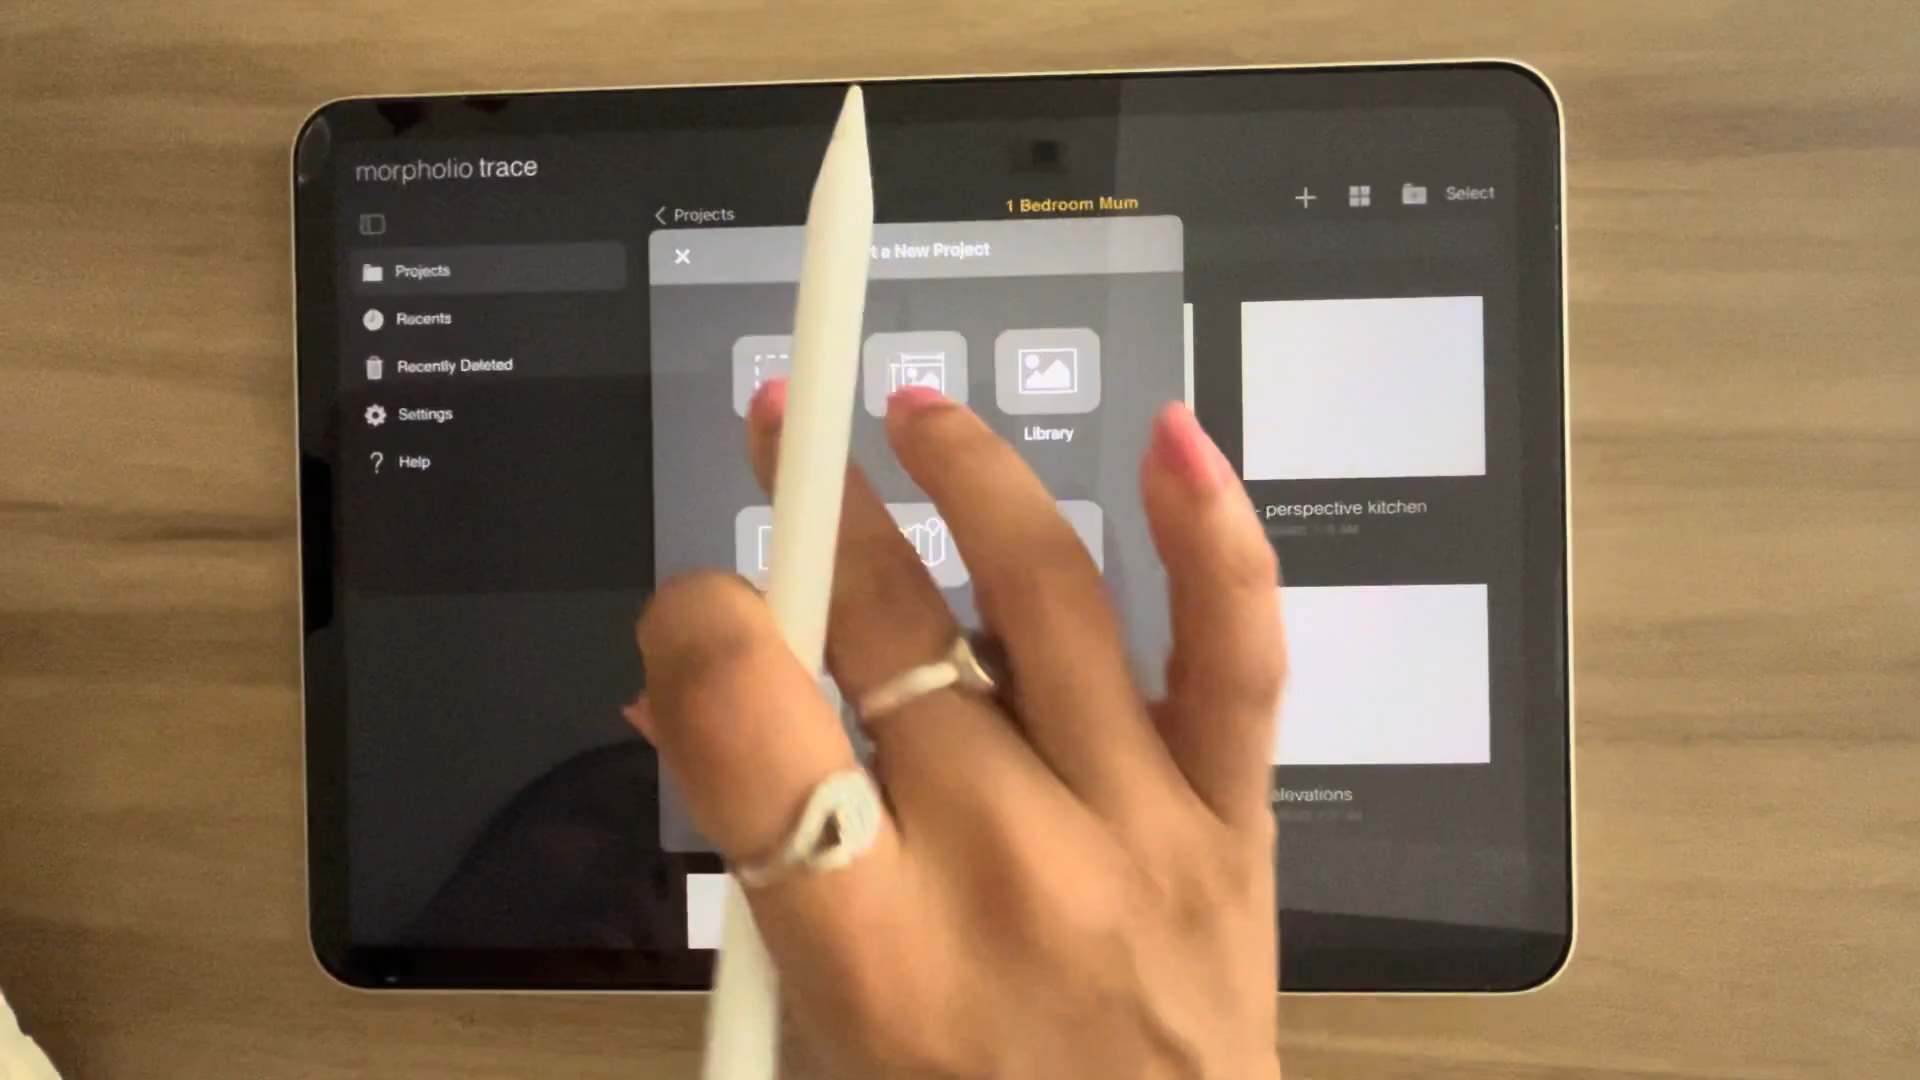 morpholio trace
Projects
1 Bedroom Mum
Select
a New Project
Projects
Recents
Recently Deleted
Settings
Help
Library
- perspective kitchen
elevations